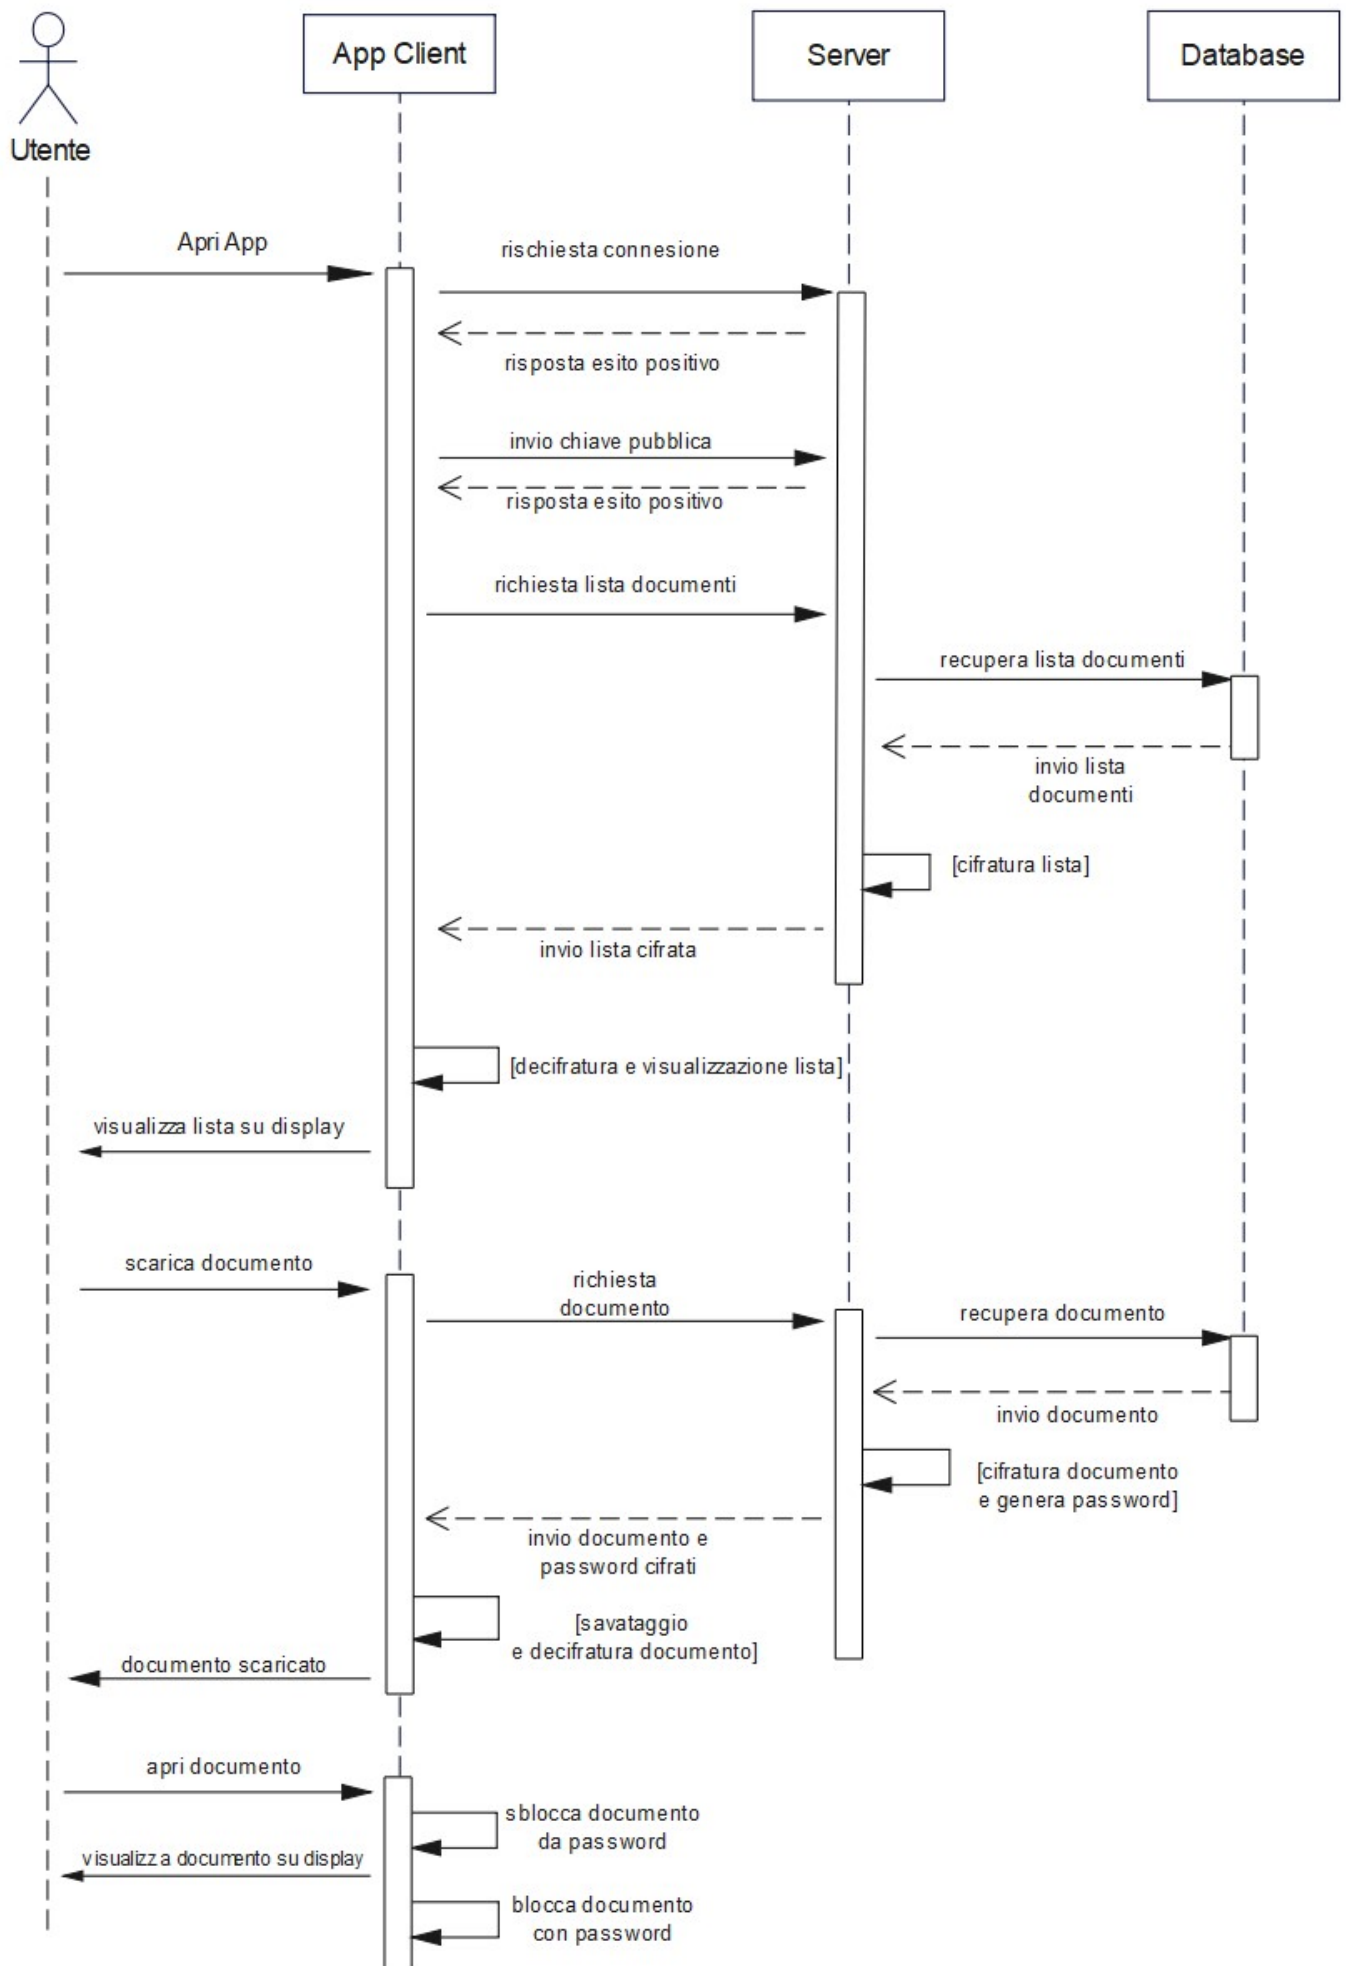 App Client
Server
Database
Utente
Apri App
rischiesta connesione
risposta esito positivo
invio chiave pubblica
risposta esito positivo
richiesta lista documenti
recupera lista documenti
invio lista
documenti
[cifratura lista]
invio lista cifrata
[decifratura e visualizzazione lista]
visualizza lista su display
scarica documento
richiesta
documento
recupera documento
invio documento
[cifratura documento
e genera password]
invio documento e
password cifrati
[savataggio
e decifratura documento]
documento scaricato
apri documento
sblocca documento
da password
visualizza documento su display
blocca documento
con password